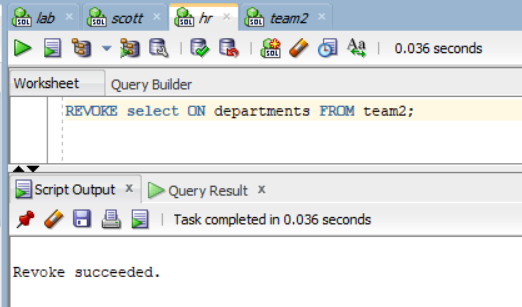 lab × scott × hr × team2 ×
0.036 seconds
Worksheet Query Builder
REVOKE select ON departments FROM team2;
Script Output × Query Result ×
Task completed in 0.036 seconds
Revoke succeeded.